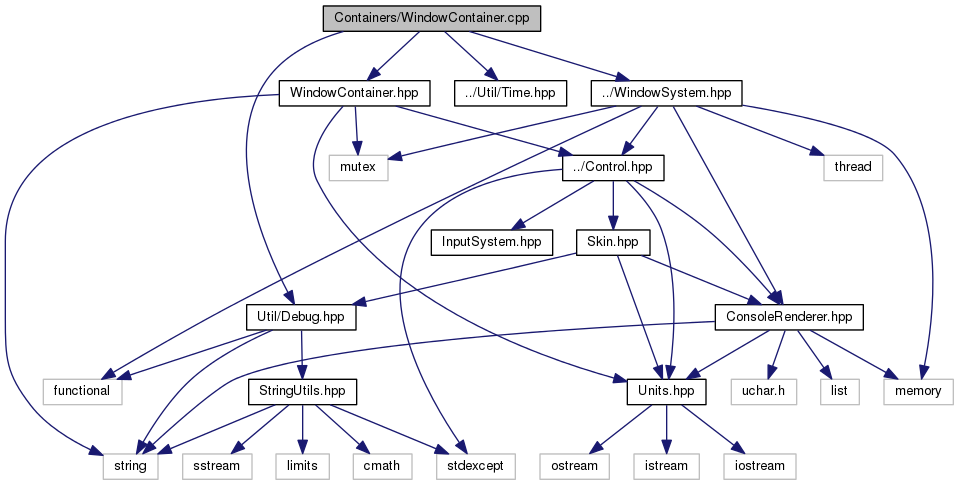 Containers/WindowContainer.cpp
WindowContainer.hpp
../Util/Time.hpp
../WindowSystem.hpp
mutex
../Control.hpp
thread
InputSystem.hpp
Skin.hpp
Util/Debug.hpp
ConsoleRenderer.hpp
functional
StringUtils.hpp
Units.hpp
uchar.h
list
memory
string
sstream
limits
cmath
stdexcept
ostream
istream
iostream